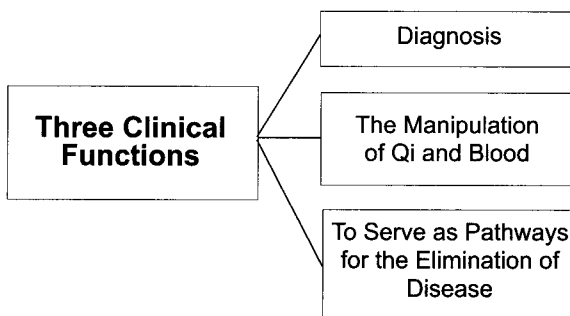 Diagnosis
Three Clinical
Functions
The Manipulation
of Qi and Blood
To Serve as Pathways
for the Elimination of
Disease